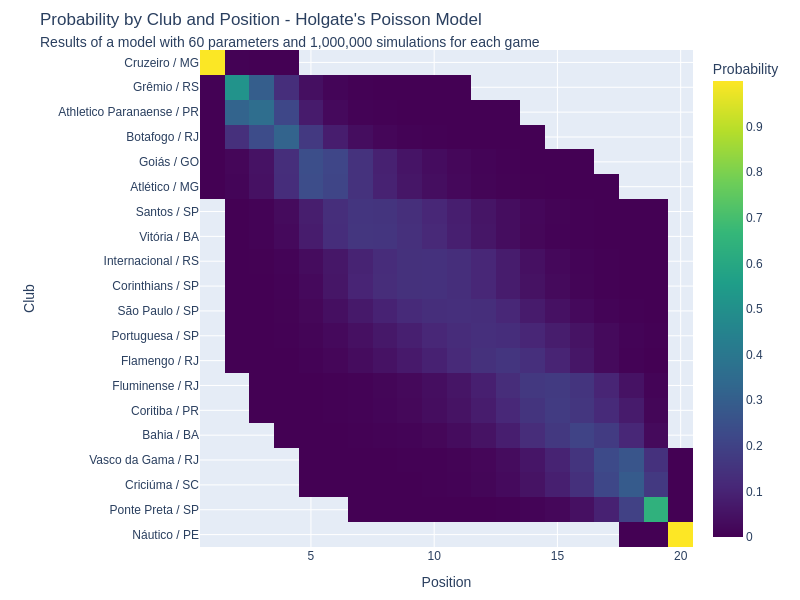 Probability by Club and Position - Holgate's Poisson Model
Results of a model with 60 parameters and 1,000,000 simulations for each game
Probability
Cruzeiro / MG
Grêmio / RS
Athletico Paranaense / PR
Botafogo / RJ
Goiás / GO
Atlético / MG
Santos / SP
Vitória / BA
Internacional / RS
Corinthians / SP
São Paulo / SP
Portuguesa / SP
Flamengo / RJ
Fluminense / RJ
Coritiba / PR
Bahia / BA
Vasco da Gama / RJ
Criciúma / SC
Ponte Preta / SP
Náutico / PE
Club
5
10
15
20
Position
0.9
0.8
0.7
0.6
0.5
0.4
0.3
0.2
0.1
0